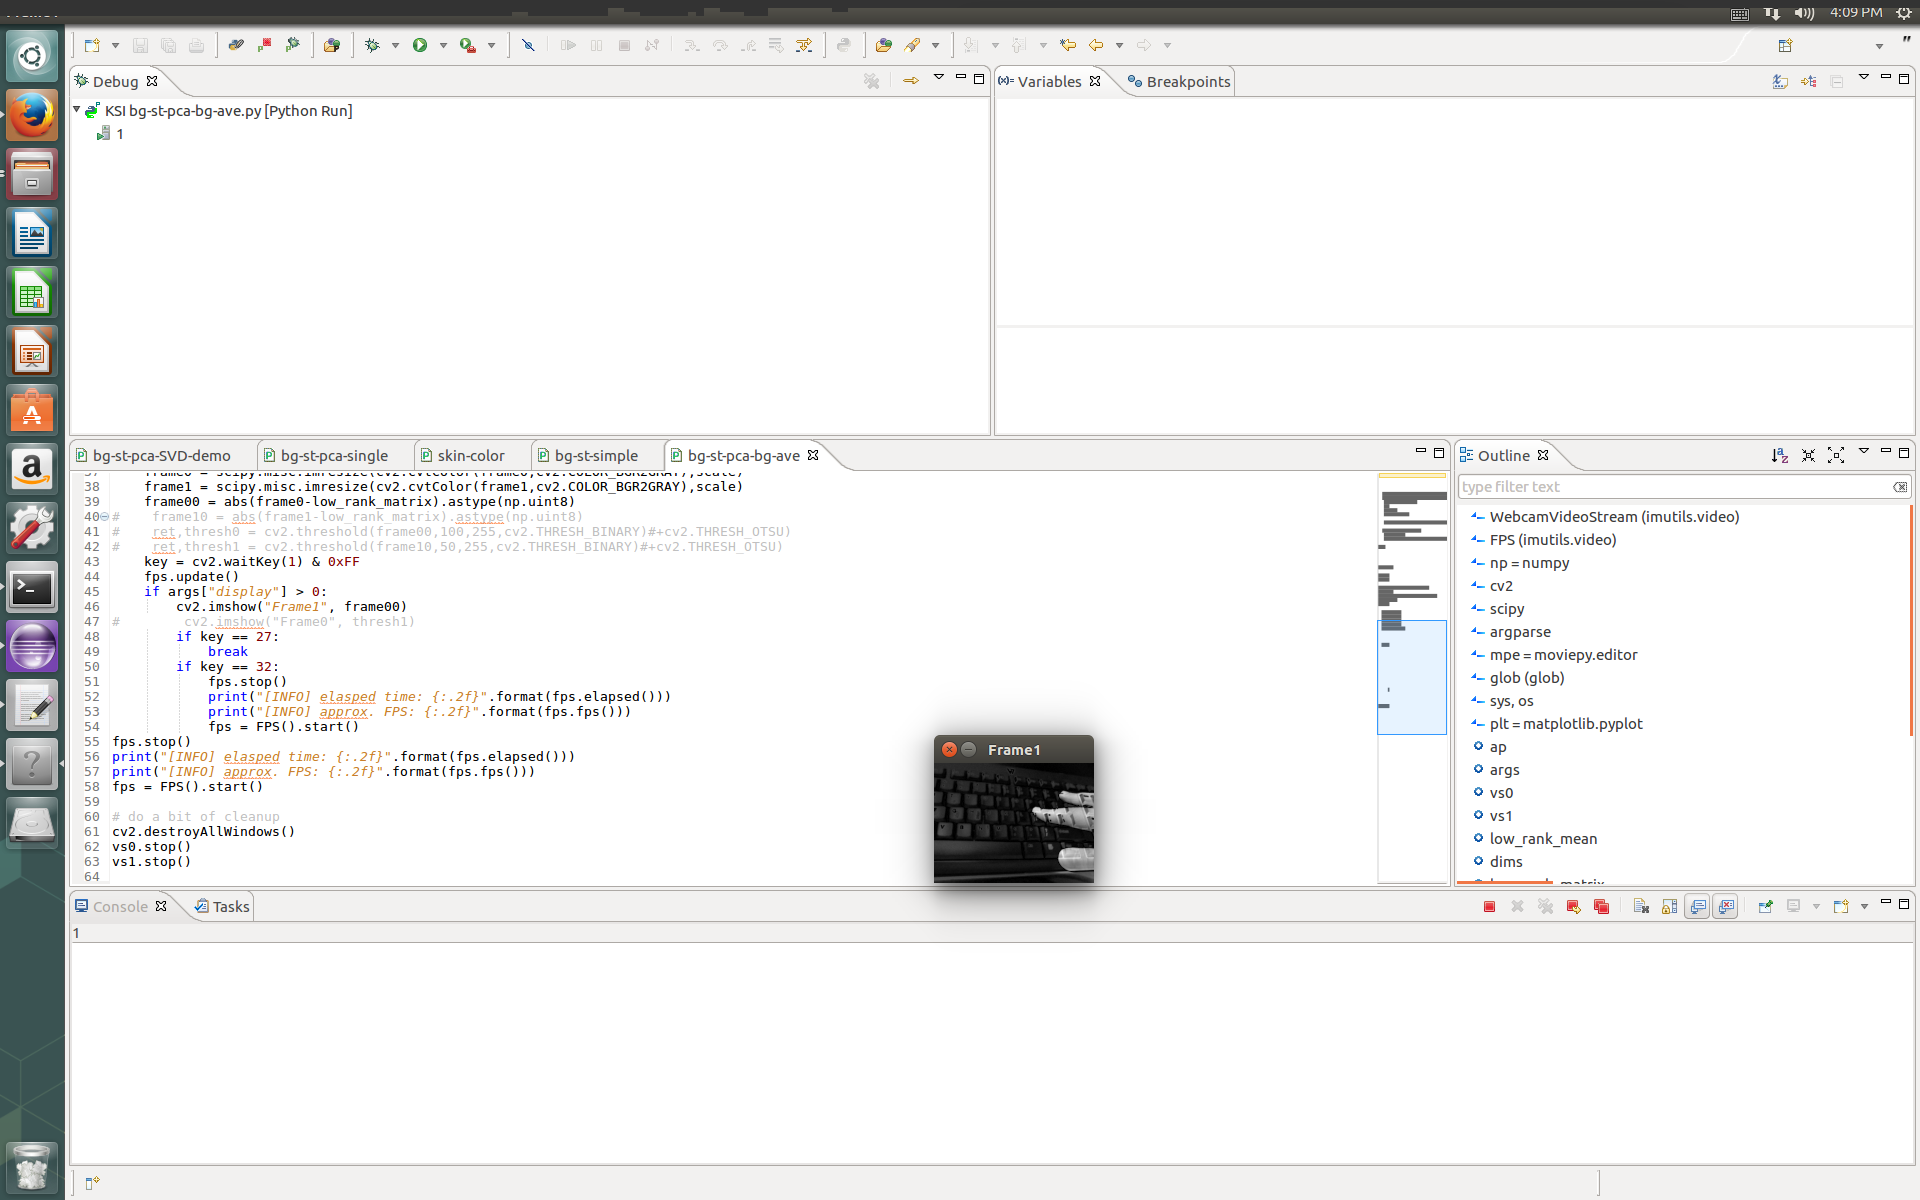 4:09 PM
Debug
Variables
Breakpoints
KSI bg-st-pca-bg-ave.py [Python Run]
1
bg-st-pca-SVD-demo
bg-st-pca-single
skin-color
bg-st-simple
bg-st-pca-bg-ave
37 frame0 = scipy.misc.imresize(cv2.cvtColor(frame0,cv2.COLOR_BGR2GRAY),scale)
38 frame1 = scipy.misc.imresize(cv2.cvtColor(frame1,cv2.COLOR_BGR2GRAY),scale)
39 frame00 = abs(frame0-low_rank_matrix).astype(np.uint8)
40 # frame10 = abs(frame1-low_rank_matrix).astype(np.uint8)
41 # ret,thresh0 = cv2.threshold(frame00,100,255,cv2.THRESH_BINARY)#+cv2.THRESH_OTSU)
42 # ret,thresh1 = cv2.threshold(frame10,50,255,cv2.THRESH_BINARY)#+cv2.THRESH_OTSU)
43 key = cv2.waitKey(1) & 0xFF
44 fps.update()
45 if args["display"] > 0:
46 cv2.imshow("Frame1", frame00)
47 # cv2.imshow("Frame0", thresh1)
48 if key == 27:
49 break
50 if key == 32:
51 fps.stop()
52 print("[INFO] elasped time: {:.2f}".format(fps.elapsed()))
53 print("[INFO] approx. FPS: {:.2f}".format(fps.fps()))
54 fps = FPS().start()
55 fps.stop()
56 print("[INFO] elasped time: {:.2f}".format(fps.elapsed()))
57 print("[INFO] approx. FPS: {:.2f}".format(fps.fps()))
58 fps = FPS().start()
59
60 # do a bit of cleanup
61 cv2.destroyAllWindows()
62 vs0.stop()
63 vs1.stop()
64
Frame1
Outline
type filter text
WebcamVideoStream (imutils.video)
FPS (imutils.video)
np = numpy
cv2
scipy
argparse
mpe = moviepy.editor
glob (glob)
sys, os
plt = matplotlib.pyplot
ap
args
vs0
vs1
low_rank_mean
dims
Console
Tasks
1